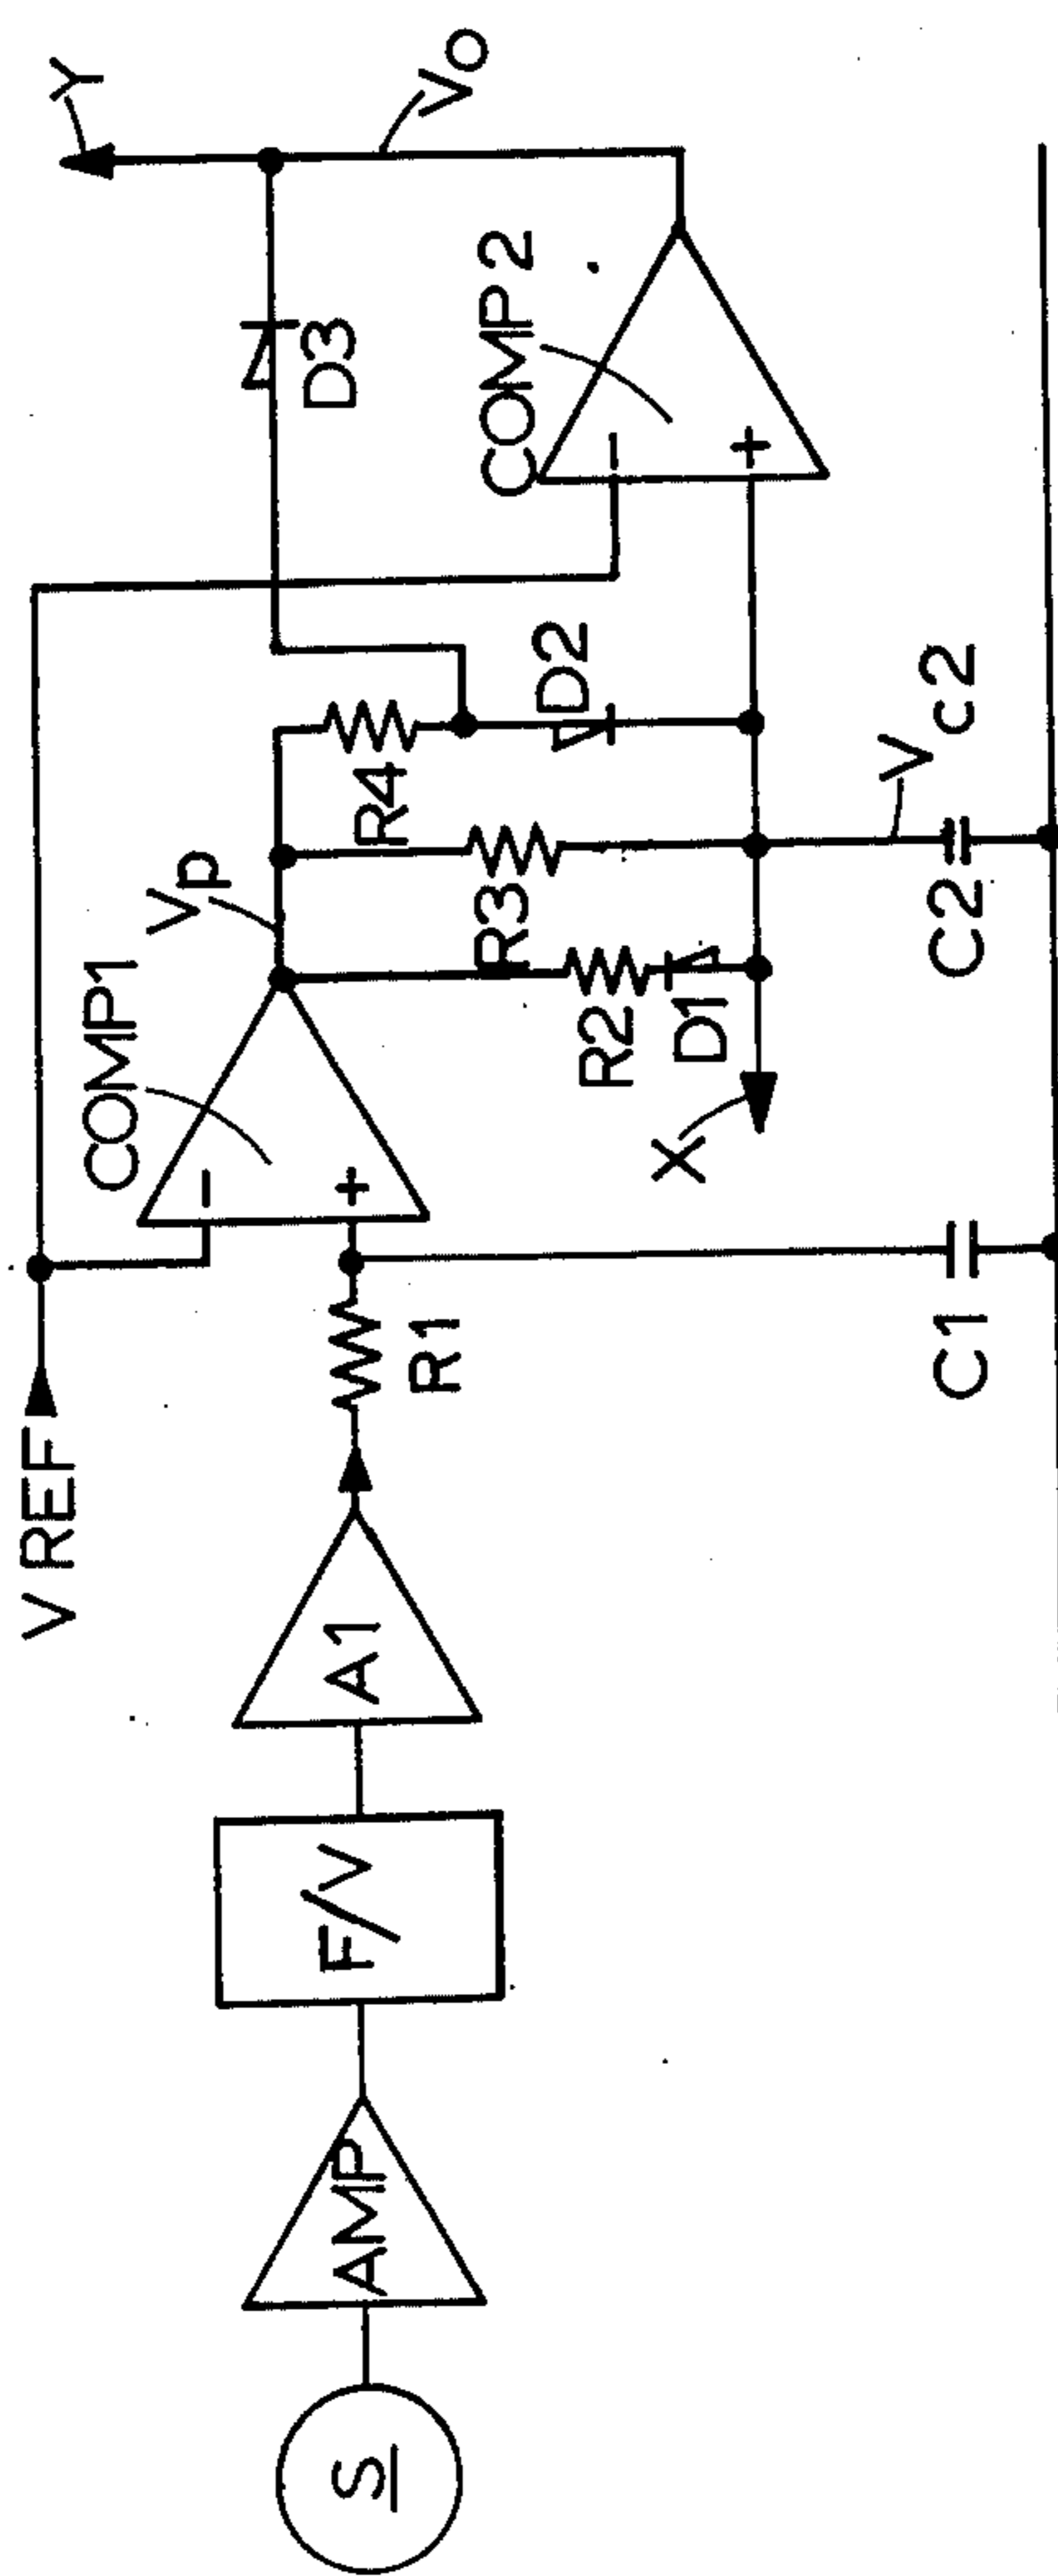 S
AMP
F/V
A1
V REF
R1
C1
COMP1
- +
Vp
R2
D1
X
R3
R4
D2
C2
Vc2
COMP 2
- +
D3
VO
Y